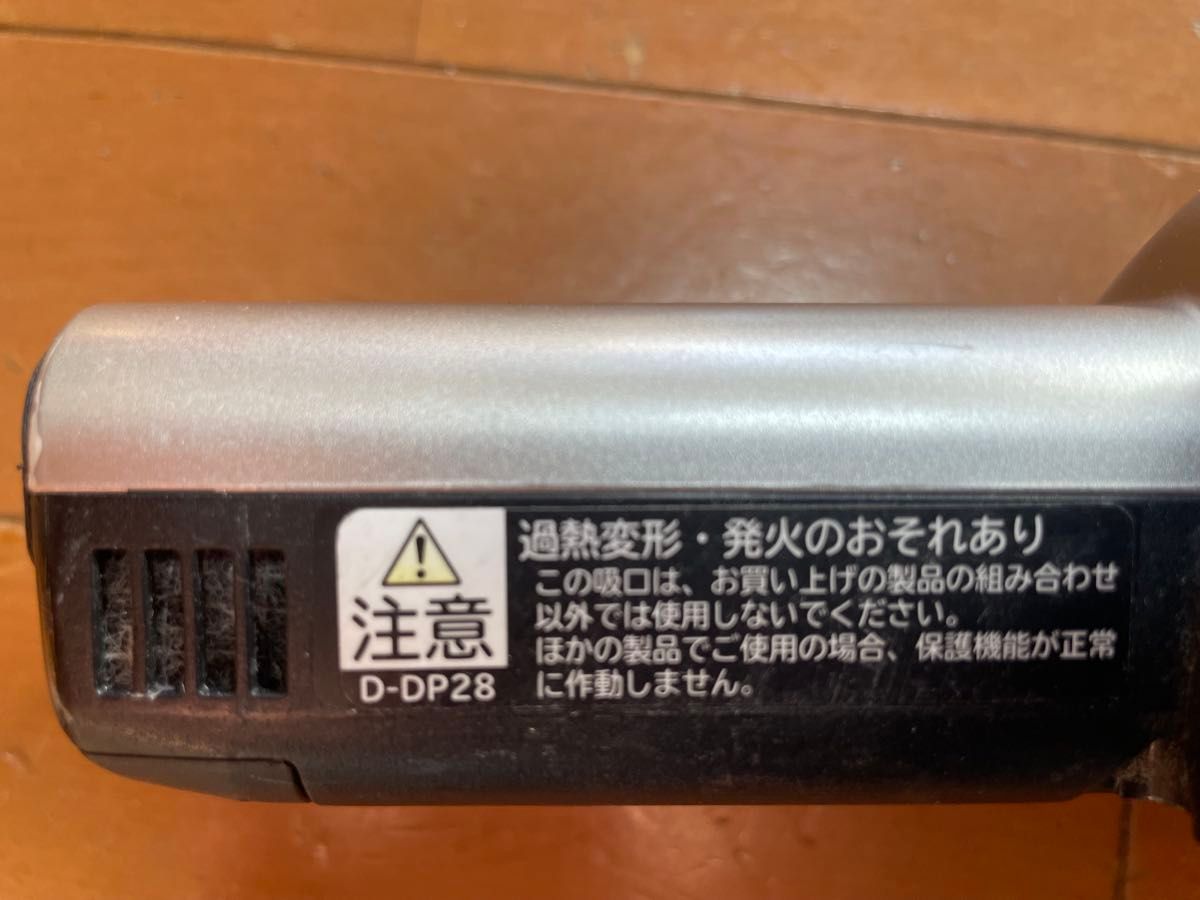 注意
D-DP28
過熱変形・発火のおそれあり
この吸口は、お買い上げの製品の組み合わせ
以外では使用しないでください。
ほかの製品でご使用の場合、保護機能が正常
に作動しません。